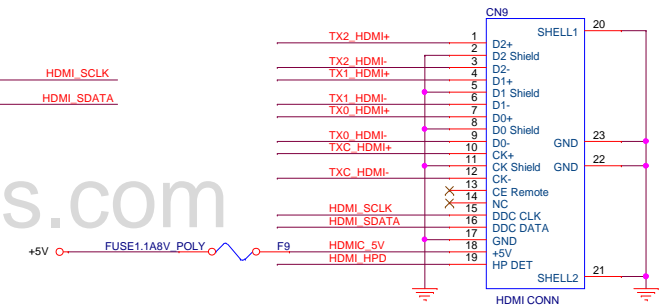 CN9
TX2_HDMI+ 1 D2+ SHELL1 20
2 D2 Shield
TX2_HDMI- 3 D2-
TX1_HDMI+ 4 D1+
HDMI_SCLK
5 D1 Shield
HDMI_SDATA
TX1_HDMI- 6 D1-
TX0_HDMI+ 7 D0+
8 D0 Shield
TX0_HDMI- 9 D0- GND 23
TXC_HDMI+ 10 CK+
11 CK Shield GND 22
TXC_HDMI- 12 CK-
13 CE Remote
14 NC
s.com
HDMI_SCLK 15 DDC CLK
HDMI_SDATA 16 DDC DATA
17 GND
+5V FUSE1.1A8V_POLY F9 HDMIC_5V 18 +5V
HDMI_HPD 19 HP DET
SHELL2 21
HDMI CONN